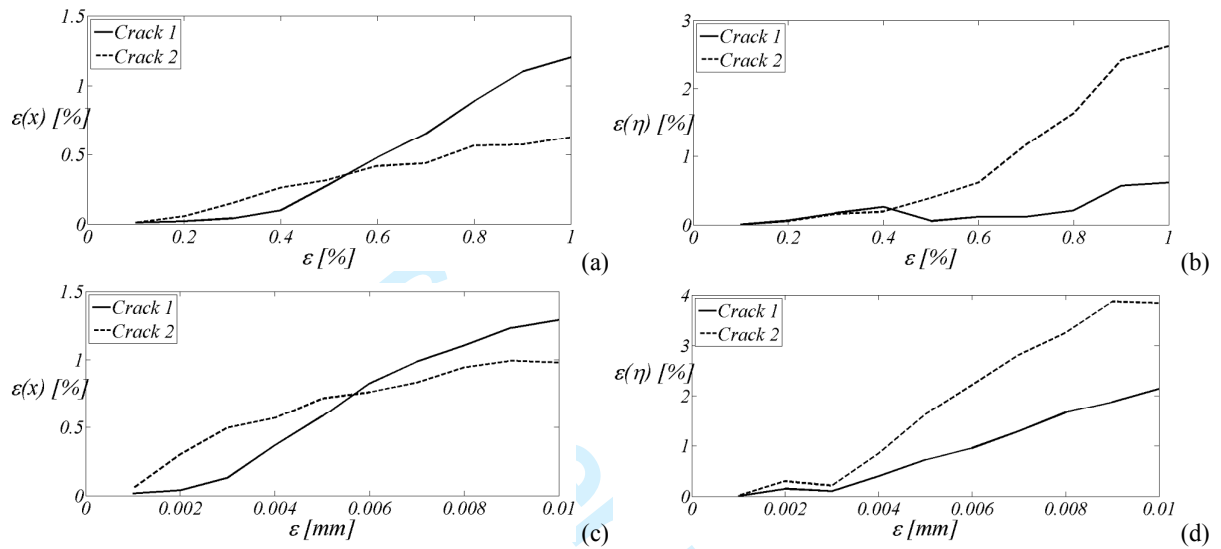 1.5
Crack 1
Crack 2
1
ε(x) [%]
0.5
0
0 0.2 0.4 0.6 0.8 1
ε [%]
(a)
3
Crack 1
Crack 2
2
ε(η) [%]
1
0
0 0.2 0.4 0.6 0.8 1
ε [%]
(b)
1.5
Crack 1
Crack 2
1
ε(x) [%]
0.5
0
0 0.002 0.004 0.006 0.008 0.01
ε [mm]
(c)
4
Crack 1
Crack 2
3
ε(η) [%]
2
1
0
0 0.002 0.004 0.006 0.008 0.01
ε [mm]
(d)